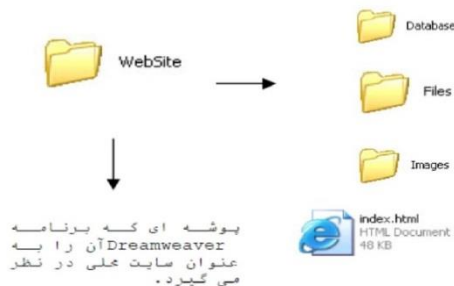 WebSite
Database
Files
Images
index.html
HTML Document
48 KB
پوشه ای که برنامه
Dreamweaver آن را به
عنوان سایت محلی در نظر
می گیرد.